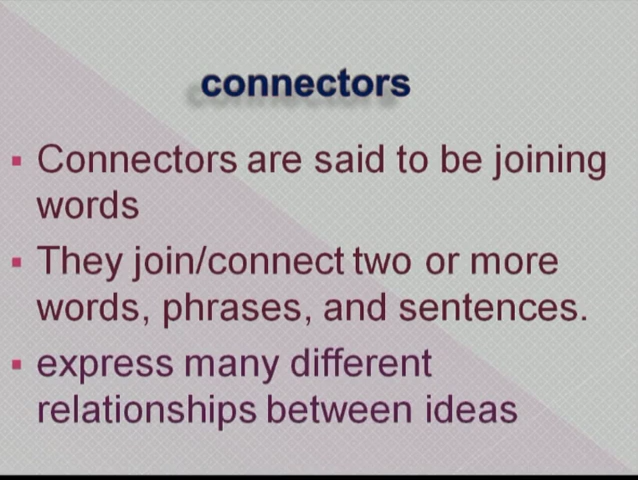 connectors
Connectors are said to be joining
words
They join/connect two or more
words, phrases, and sentences.
express many different
relationships between ideas